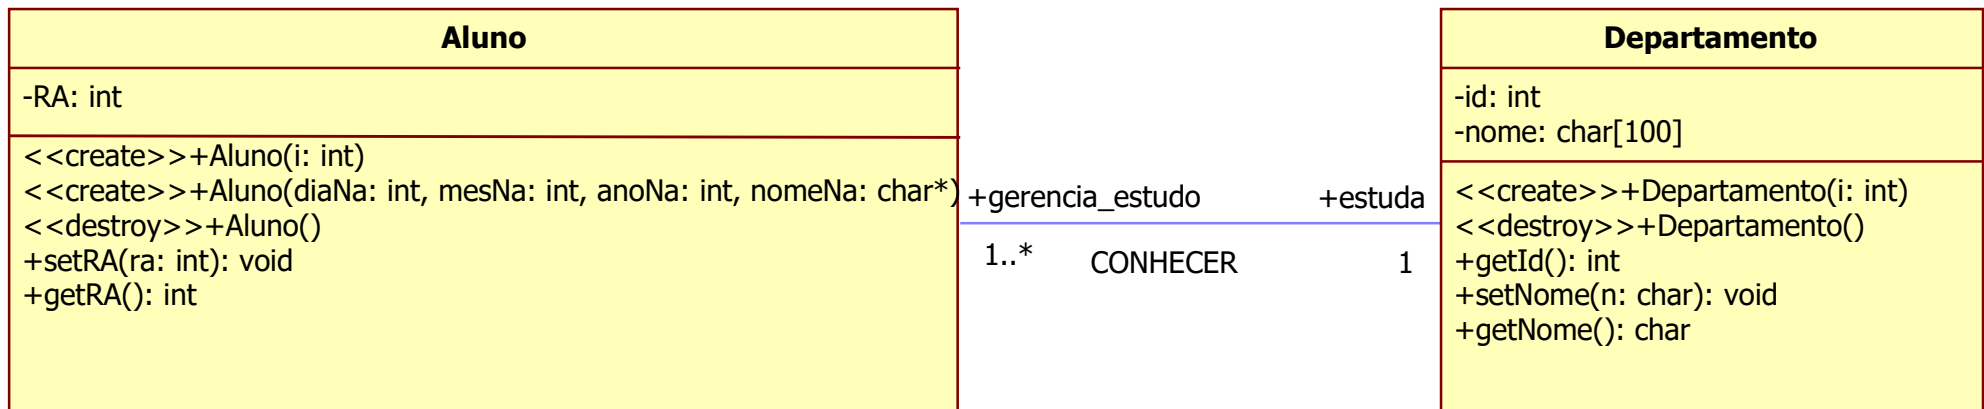 Aluno
-RA: int
<<create>>+Aluno(i: int)
<<create>>+Aluno(diaNa: int, mesNa: int, anoNa: int, nomeNa: char*)
<<destroy>>+Aluno()
+setRA(ra: int): void
+getRA(): int
+gerencia_estudo
+estuda
1..*
CONHECER
1
Departamento
-id: int
-nome: char[100]
<<create>>+Departamento(i: int)
<<destroy>>+Departamento()
+getId(): int
+setNome(n: char): void
+getNome(): char